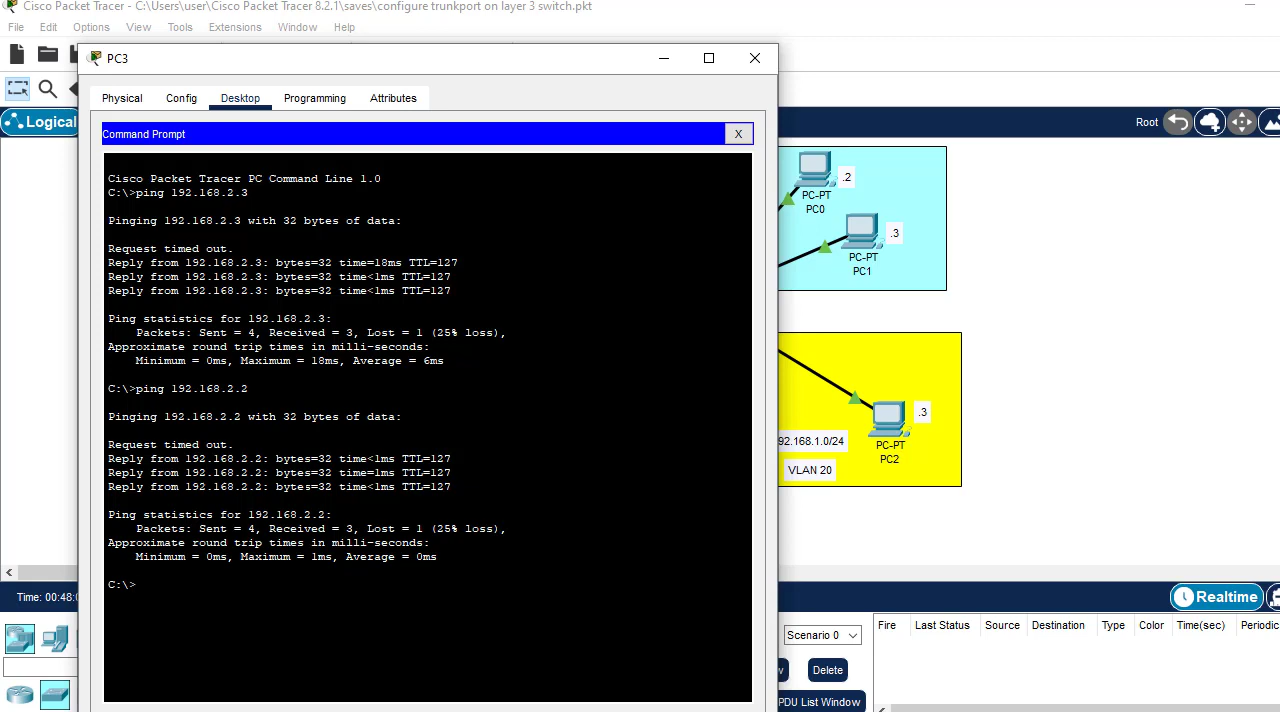 Cisco Packet Tracer - C:\Users\user\Cisco Packet Tracer 8.2.1\saves\configure trunkport on layer 3 switch.pkt
File Edit Options View Tools Extensions Window Help
PC3
Physical Config Desktop Programming Attributes
Logical
Root
Command Prompt
X
Cisco Packet Tracer PC Command Line 1.0
C:\>ping 192.168.2.3
Pinging 192.168.2.3 with 32 bytes of data:
Request timed out.
Reply from 192.168.2.3: bytes=32 time=18ms TTL=127
Reply from 192.168.2.3: bytes=32 time<1ms TTL=127
Reply from 192.168.2.3: bytes=32 time<1ms TTL=127
Ping statistics for 192.168.2.3:
Packets: Sent = 4, Received = 3, Lost = 1 (25% loss),
Approximate round trip times in milli-seconds:
Minimum = 0ms, Maximum = 18ms, Average = 6ms
C:\>ping 192.168.2.2
Pinging 192.168.2.2 with 32 bytes of data:
Request timed out.
Reply from 192.168.2.2: bytes=32 time<1ms TTL=127
Reply from 192.168.2.2: bytes=32 time=1ms TTL=127
Reply from 192.168.2.2: bytes=32 time<1ms TTL=127
Ping statistics for 192.168.2.2:
Packets: Sent = 4, Received = 3, Lost = 1 (25% loss),
Approximate round trip times in milli-seconds:
Minimum = 0ms, Maximum = 1ms, Average = 0ms
C:\>
.2
PC-PT
PC0
.3
PC-PT
PC1
.3
92.168.1.0/24
PC-PT
PC2
VLAN 20
Time: 00:48:
Realtime
Scenario 0
Fire Last Status Source Destination Type Color Time(sec) Periodic
Delete
PDU List Window